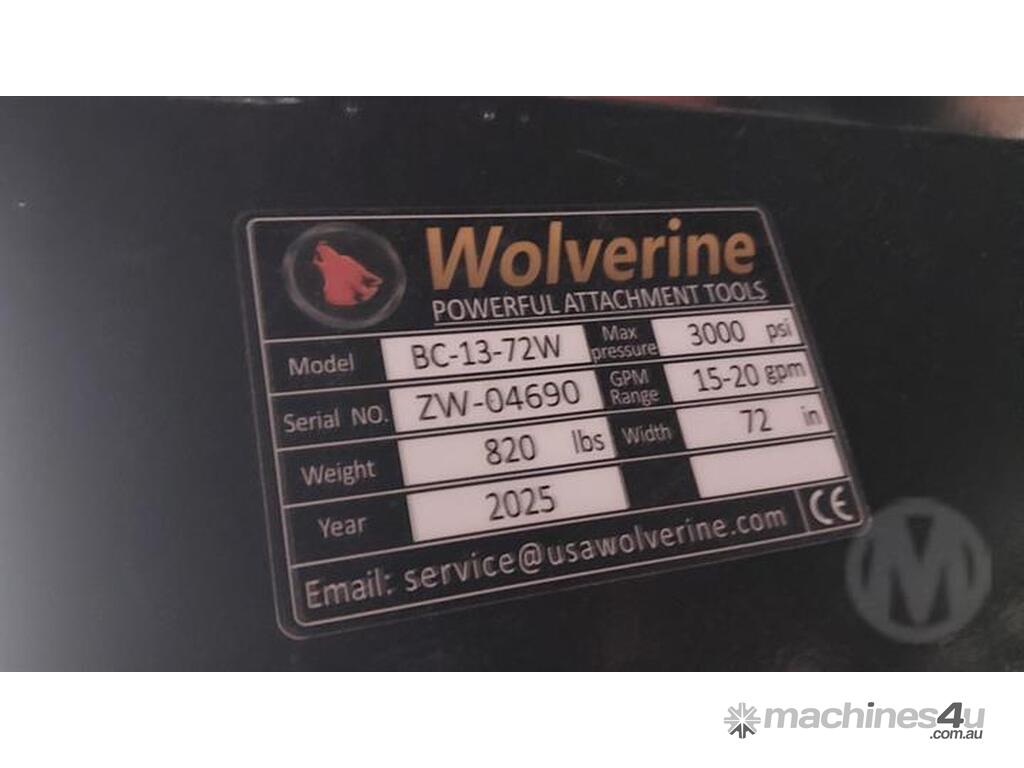 Wolverine
POWERFUL ATTACHMENT TOOLS
Model BC-13-72W Max pressure 3000 psi
Serial NO. ZW-04690 GPM Range 15-20 gpm
Weight 820 lbs Width 72 in
Year 2025
Email: service@usawolverine.com CE
M
machines4u
.com.au